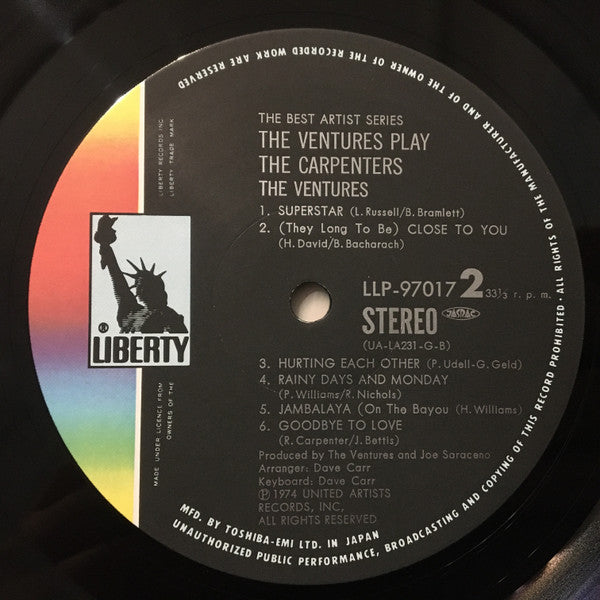 ALL RIGHTS OF THE MANUFACTURER AND OF THE OWNER OF THE RECORDED WORK ARE RESERVED
LIBERTY RECORDS INC.
LIBERTY TRADE MARK
THE BEST ARTIST SERIES
THE VENTURES PLAY
THE CARPENTERS
THE VENTURES
1. SUPERSTAR (L. Russell/B. Bramlett)
2. (They Long To Be) CLOSE TO YOU
(H. David/B. Bacharach)
LLP-97017 2 33 1/3 r. p. m.
STEREO JASRAC
(UA-LA231-G-B)
® LIBERTY
3. HURTING EACH OTHER (P. Udell-G. Geld)
4. RAINY DAYS AND MONDAY
(P. Williams/R. Nichols)
5. JAMBALAYA (On The Bayou (H. Williams)
6. GOODBYE TO LOVE
(R. Carpenter/J. Bettis)
Produced by The Ventures and Joe Saraceno
Arranger: Dave Carr
Keyboard: Dave Carr
℗ 1974 UNITED ARTISTS
RECORDS, INC,
ALL RIGHTS RESERVED
MADE UNDER LICENCE FROM
OWNERS OF THE
MFD. BY TOSHIBA-EMI LTD. IN JAPAN
UNAUTHORIZED PUBLIC PERFORMANCE, BROADCASTING AND COPYING OF THIS RECORD PROHIBITED·